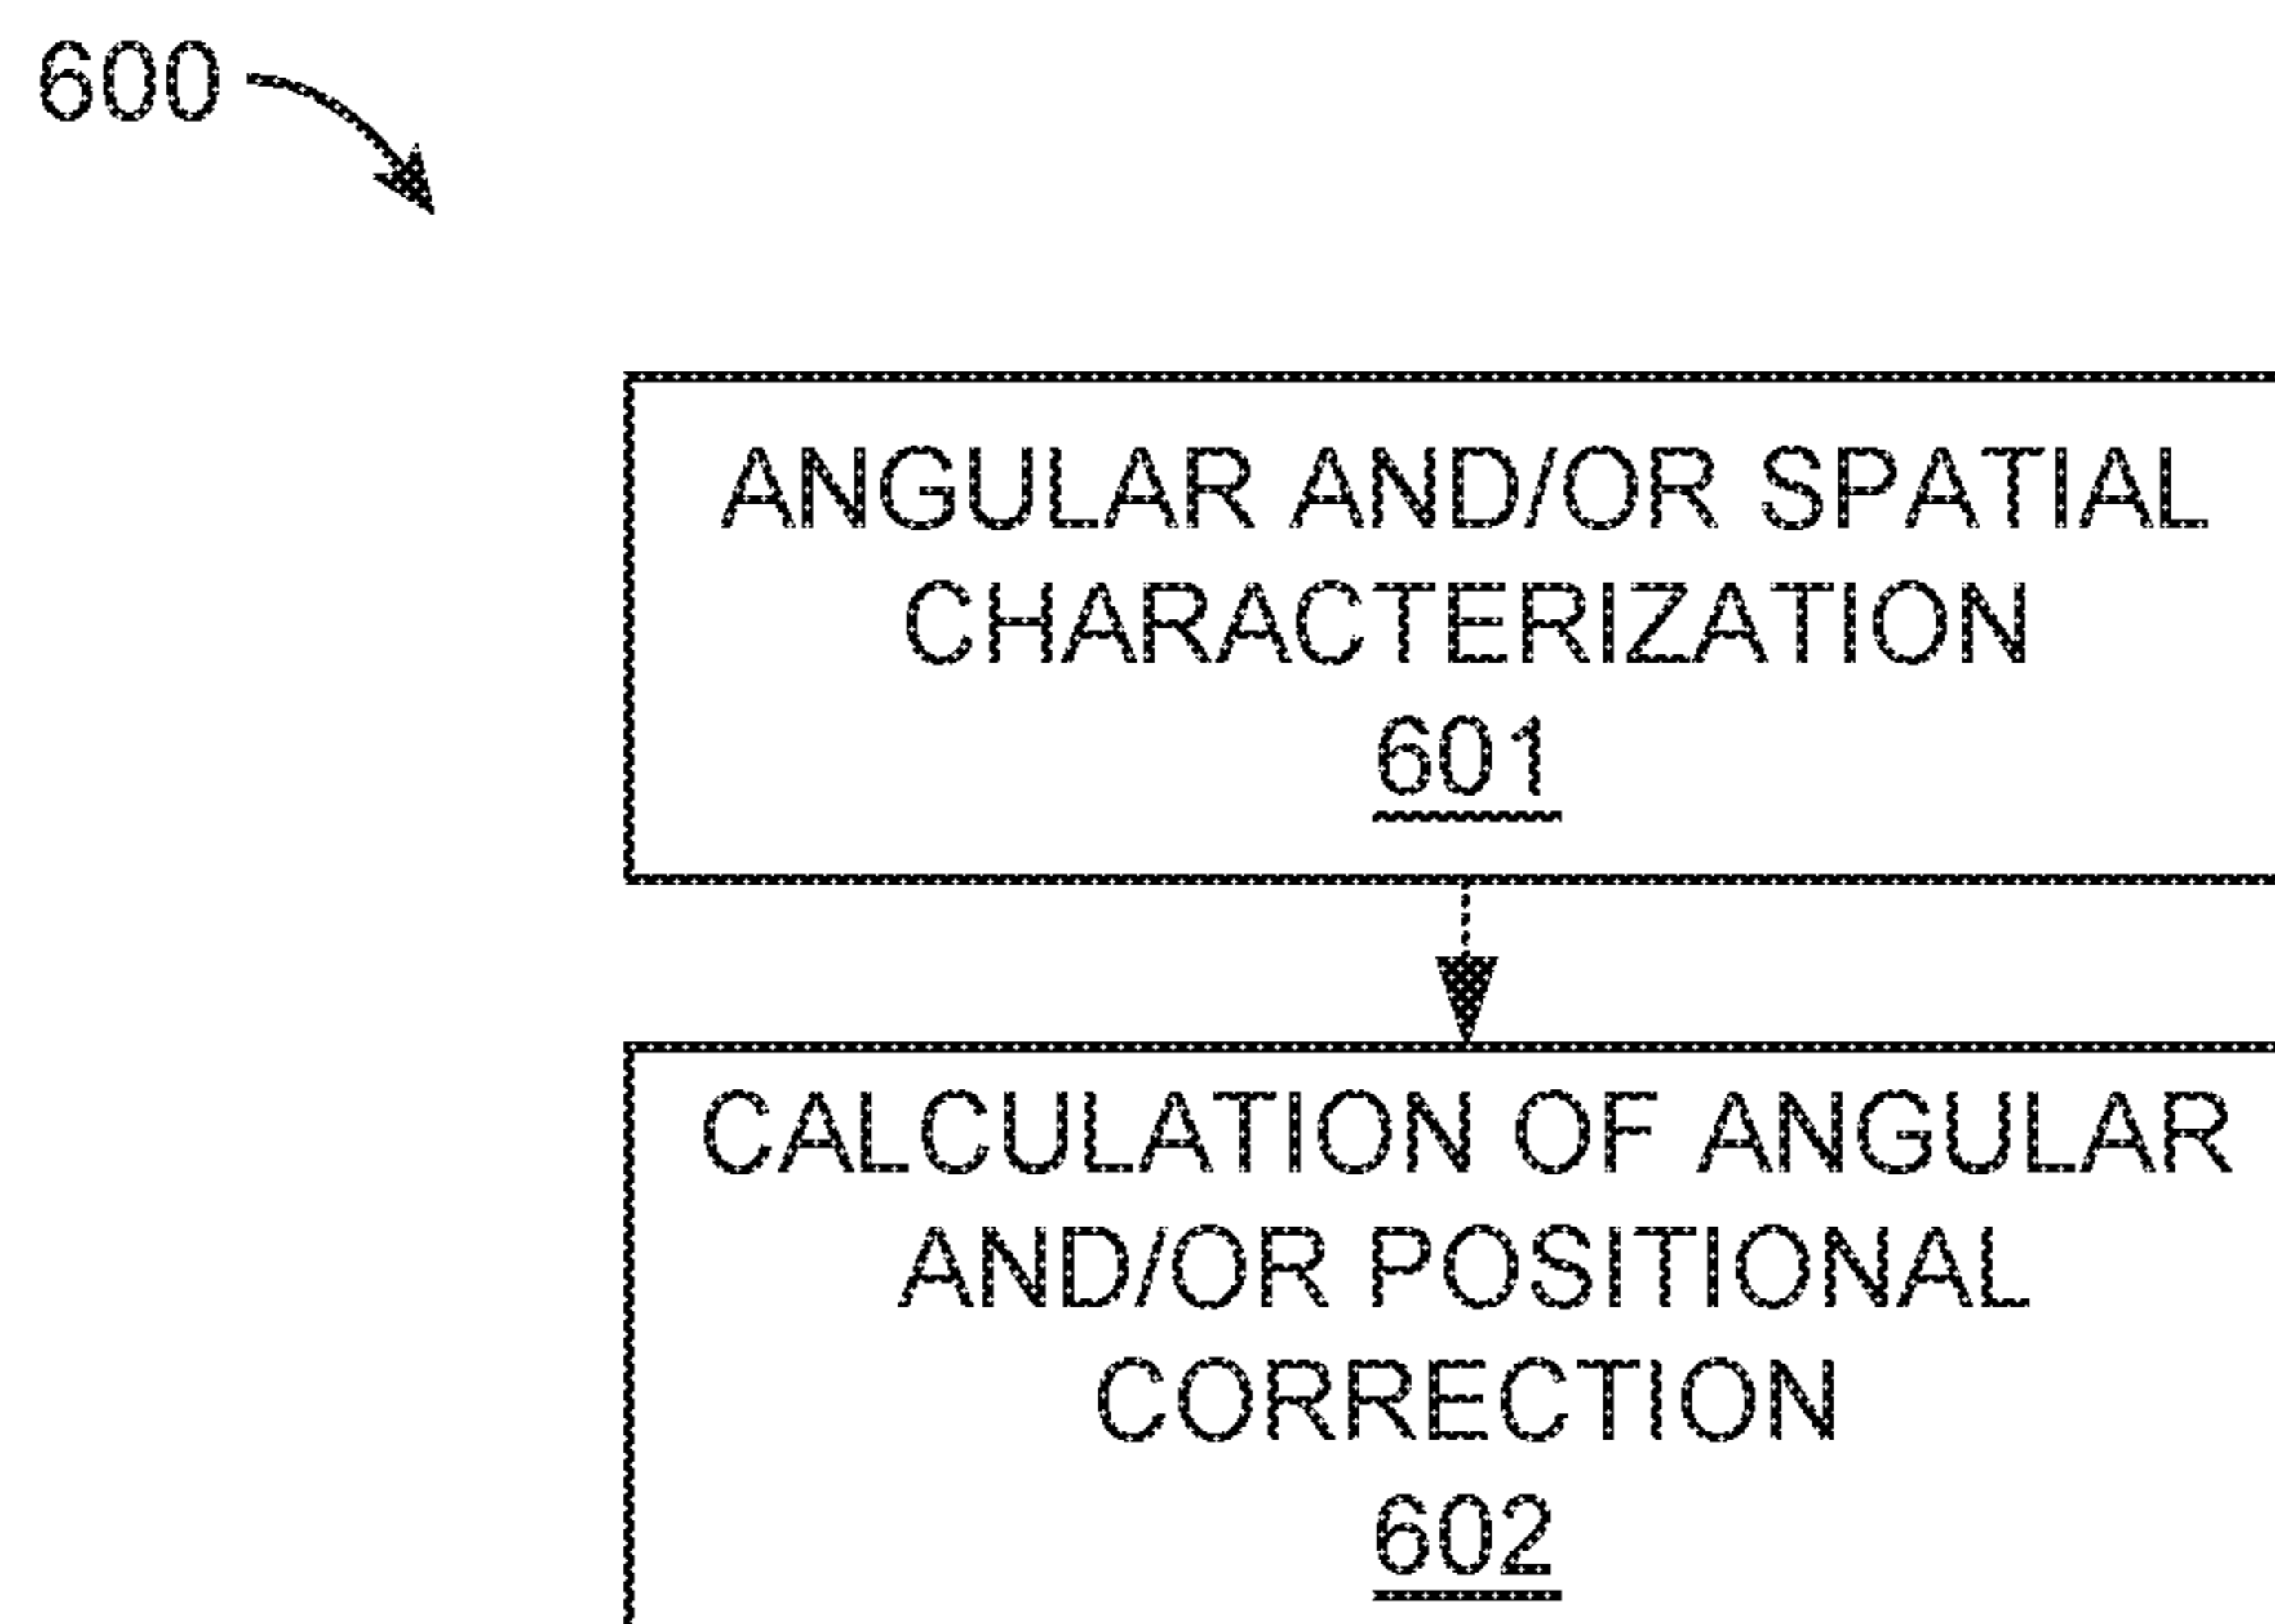 600
ANGULAR AND/OR SPATIAL
CHARACTERIZATION
601
CALCULATION OF ANGULAR
AND/OR POSITIONAL
CORRECTION
602